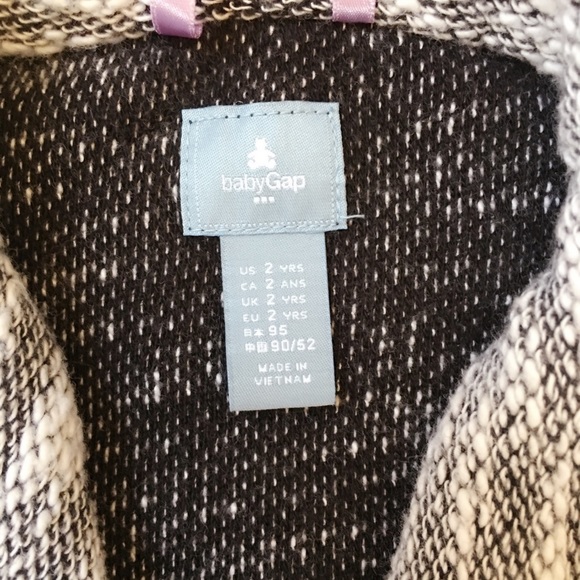 babyGap
US 2 YRS
CA 2 ANS
UK 2 YRS
EU 2 YRS
日本 95
中国 90/52
MADE IN
VIETNAM